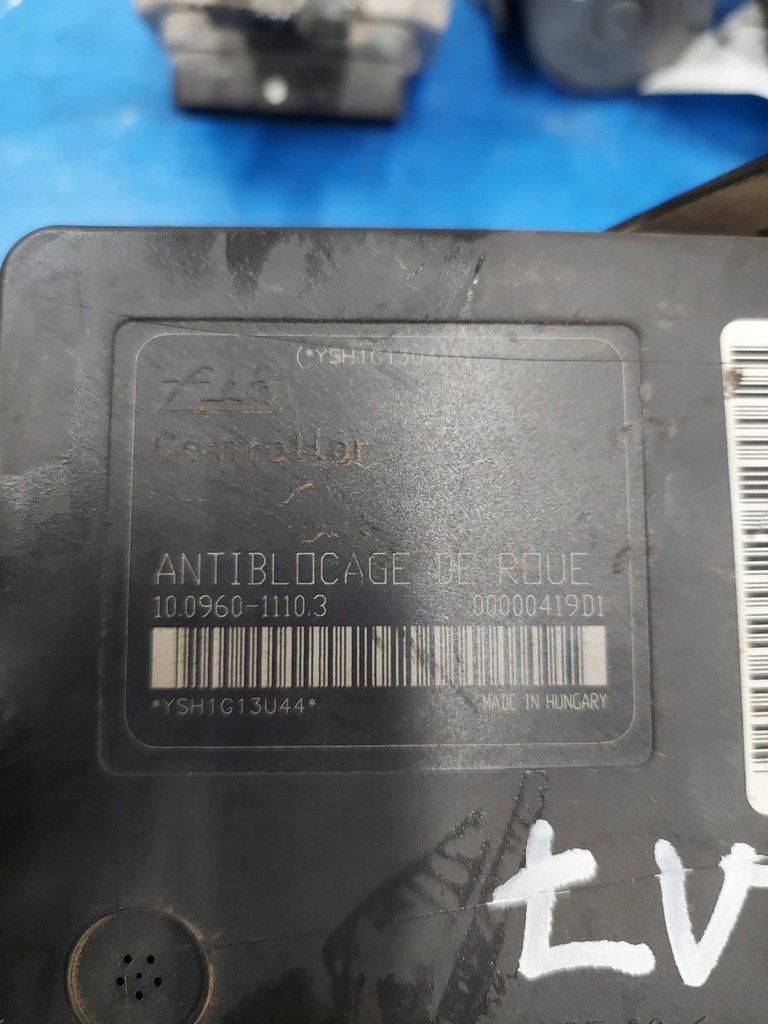 (*YSH1G13U
Controller
ANTIBLOCAGE DE ROUE
10.0960-1110.3 00000419D1
*YSH1G13U44* MADE IN HUNGARY